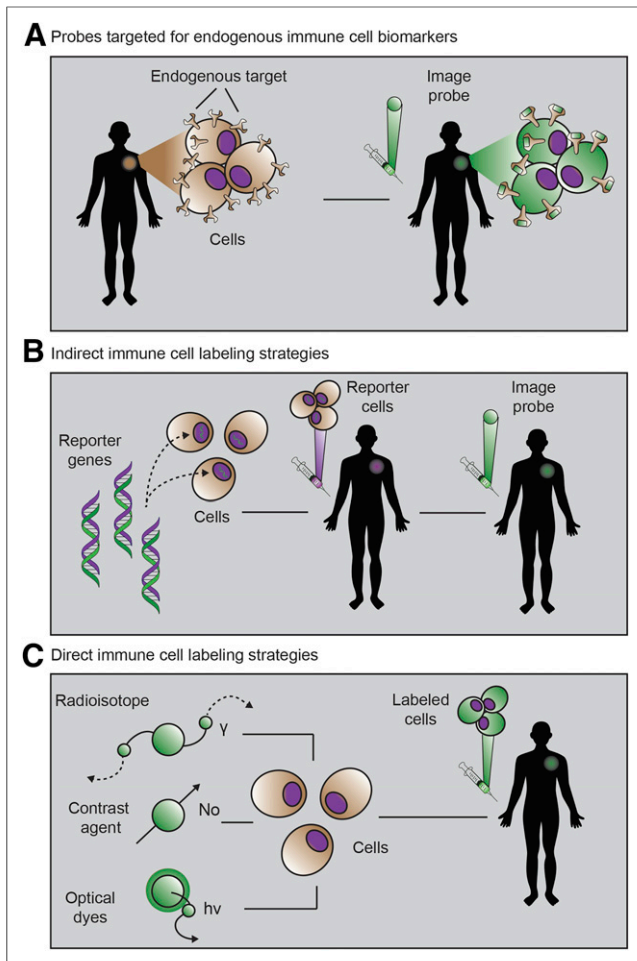 A Probes targeted for endogenous immune cell biomarkers
Endogenous target
Image
probe
Cells
B Indirect immune cell labeling strategies
Reporter
genes
Cells
Reporter
cells
Image
probe
C Direct immune cell labeling strategies
Radioisotope
γ
Contrast
agent
No
Optical
dyes
hv
Cells
Labeled
cells